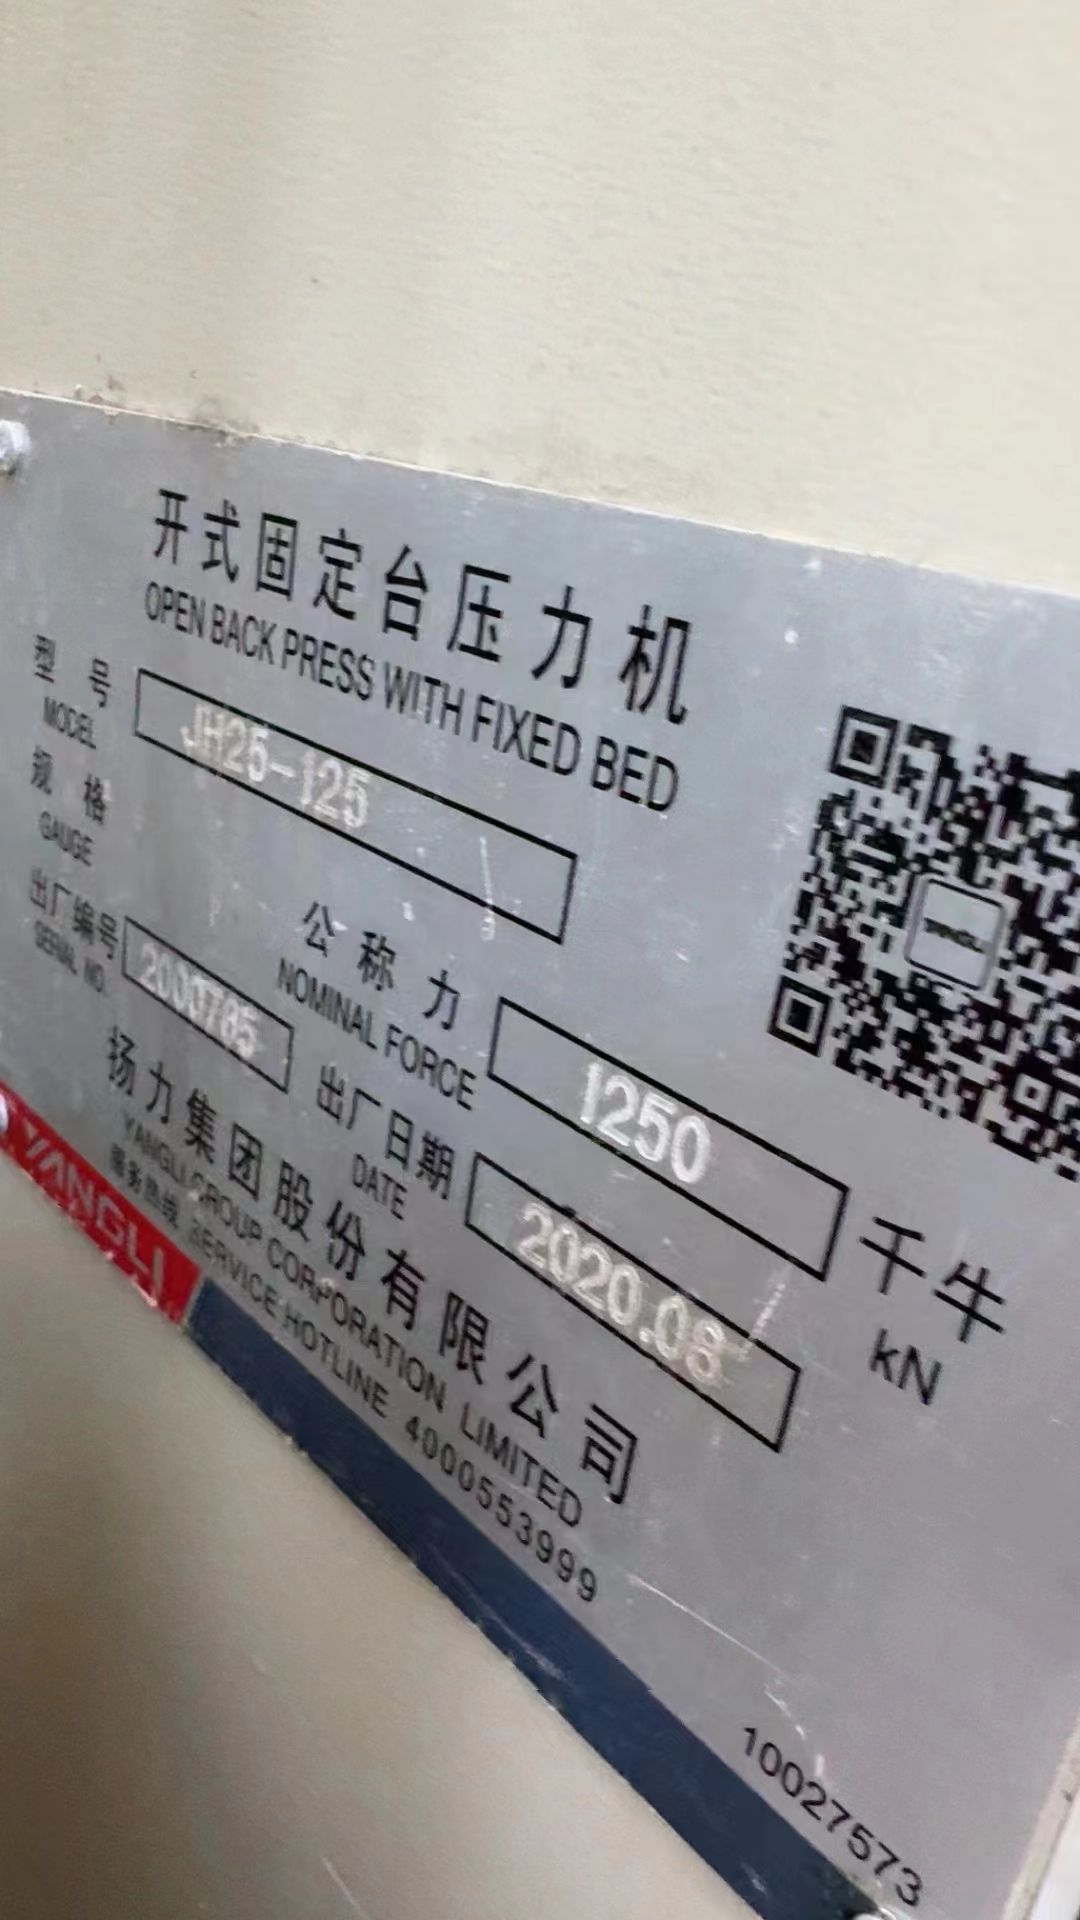 开式固定台压力机
OPEN BACK PRESS WITH FIXED BED
型号
MODEL
JH25-125
规格
GAUGE
公称力
NOMINAL FORCE
1250
千牛
kN
出厂编号
SERIAL NO.
2000785
出厂日期
DATE
2020.08
扬力集团股份有限公司
YANGLI GROUP CORPORATION LIMITED
服务热线 SERVICE HOTLINE 4000553999
YANGLI
YANGLI
10027573